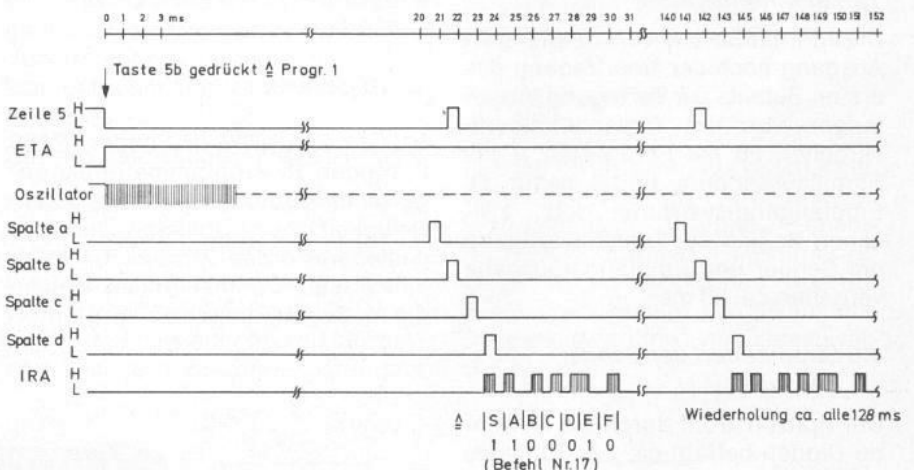 0 1 2 3 ms 20 21 22 23 24 25 26 27 28 29 30 31 140 141 142 143 144 145 146 147 148 149 150 151 152
Taste 5b gedrückt ≙ Progr. 1
Zeile 5 H L
ETA H L
Oszillator
Spalte a H L
Spalte b H L
Spalte c H L
Spalte d H L
IRA H L
≙ |S|A|B|C|D|E|F| Wiederholung ca. alle 128 ms
1 1 0 0 0 1 0
(Befehl Nr. 17)